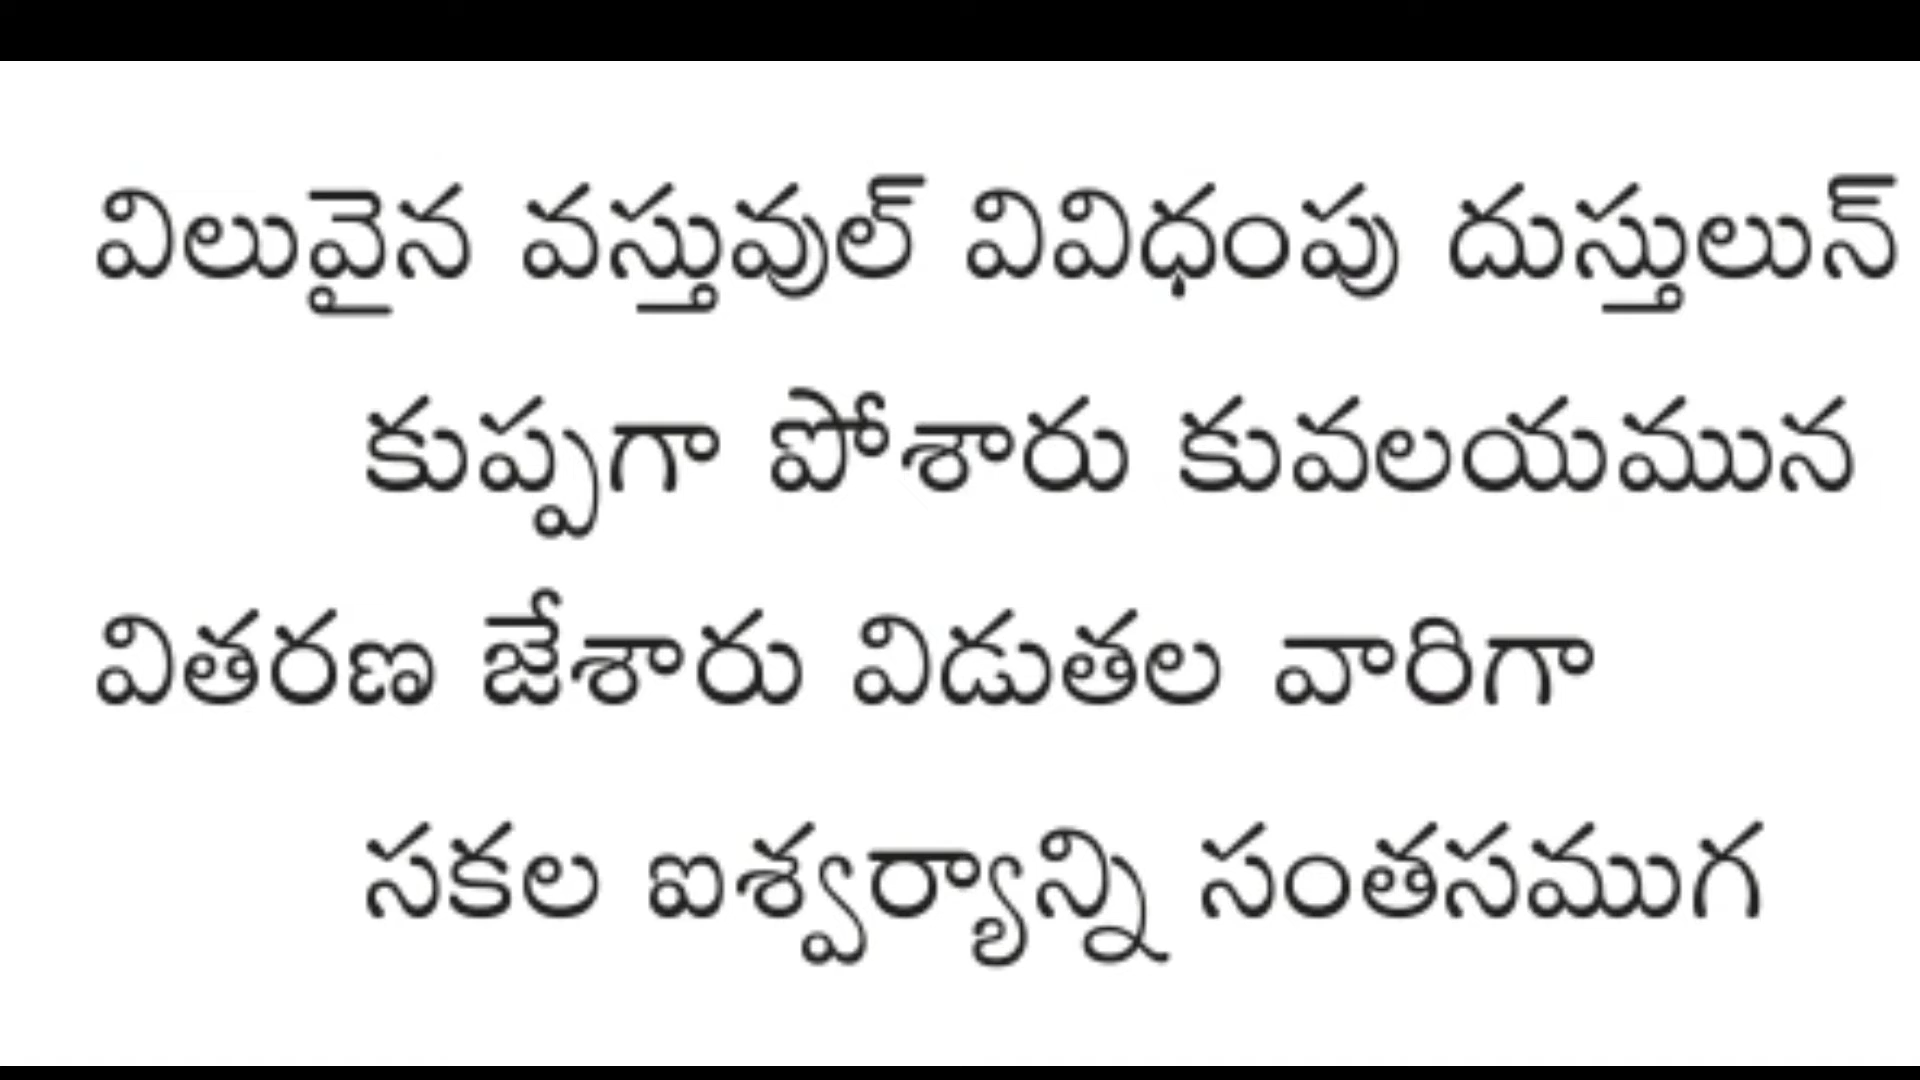 విలువైన వస్తువుల్ వివిధంపు దుస్తులున్
కుప్పగా పోశారు కువలయమున
వితరణ జేశారు విడుతల వారిగా
సకల ఐశ్వర్యాన్ని సంతసముగ